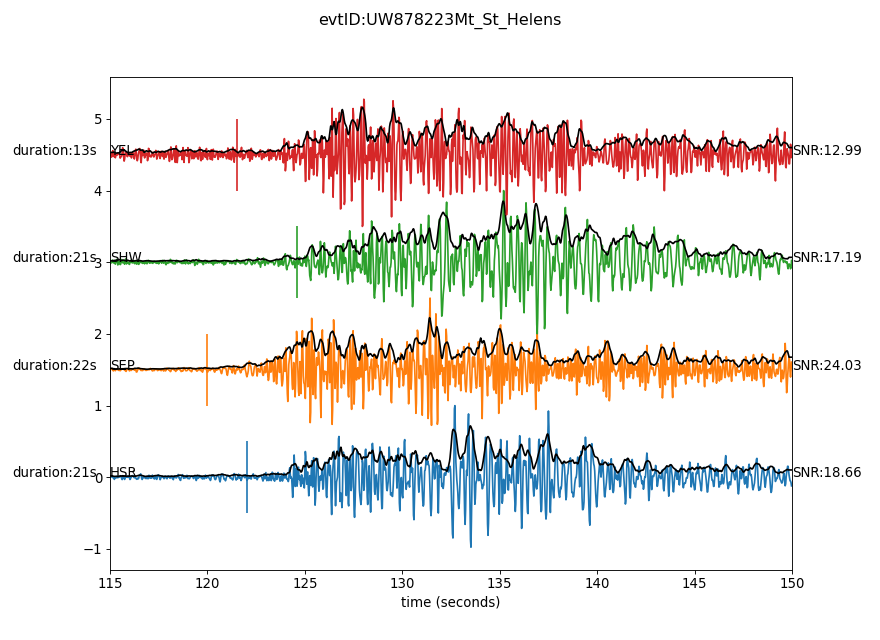 evtID:UW878223Mt_St_Helens
5
duration:13s YEL SNR:12.99
4
duration:21s SHW SNR:17.19
3
2
duration:22s SEP SNR:24.03
1
duration:21s HSR SNR:18.66
0
−1
115 120 125 130 135 140 145 150
time (seconds)